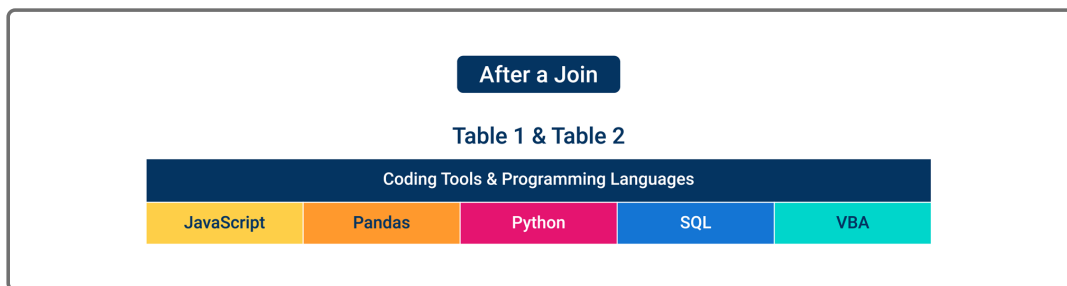 After a Join
Table 1 & Table 2
Coding Tools & Programming Languages
JavaScript Pandas Python SQL VBA